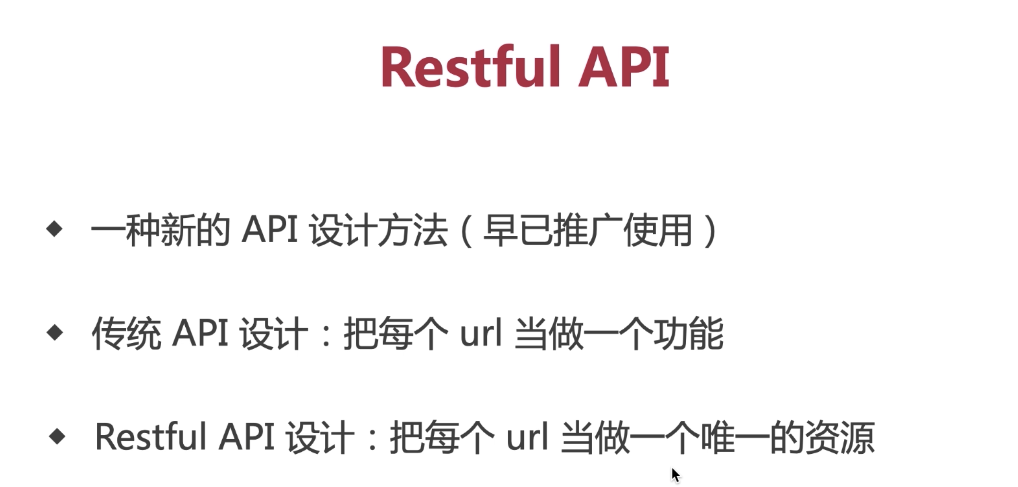 Restful API
◆ 一种新的 API 设计方法（早已推广使用）
◆ 传统 API 设计：把每个 url 当做一个功能
◆ Restful API 设计：把每个 url 当做一个唯一的资源